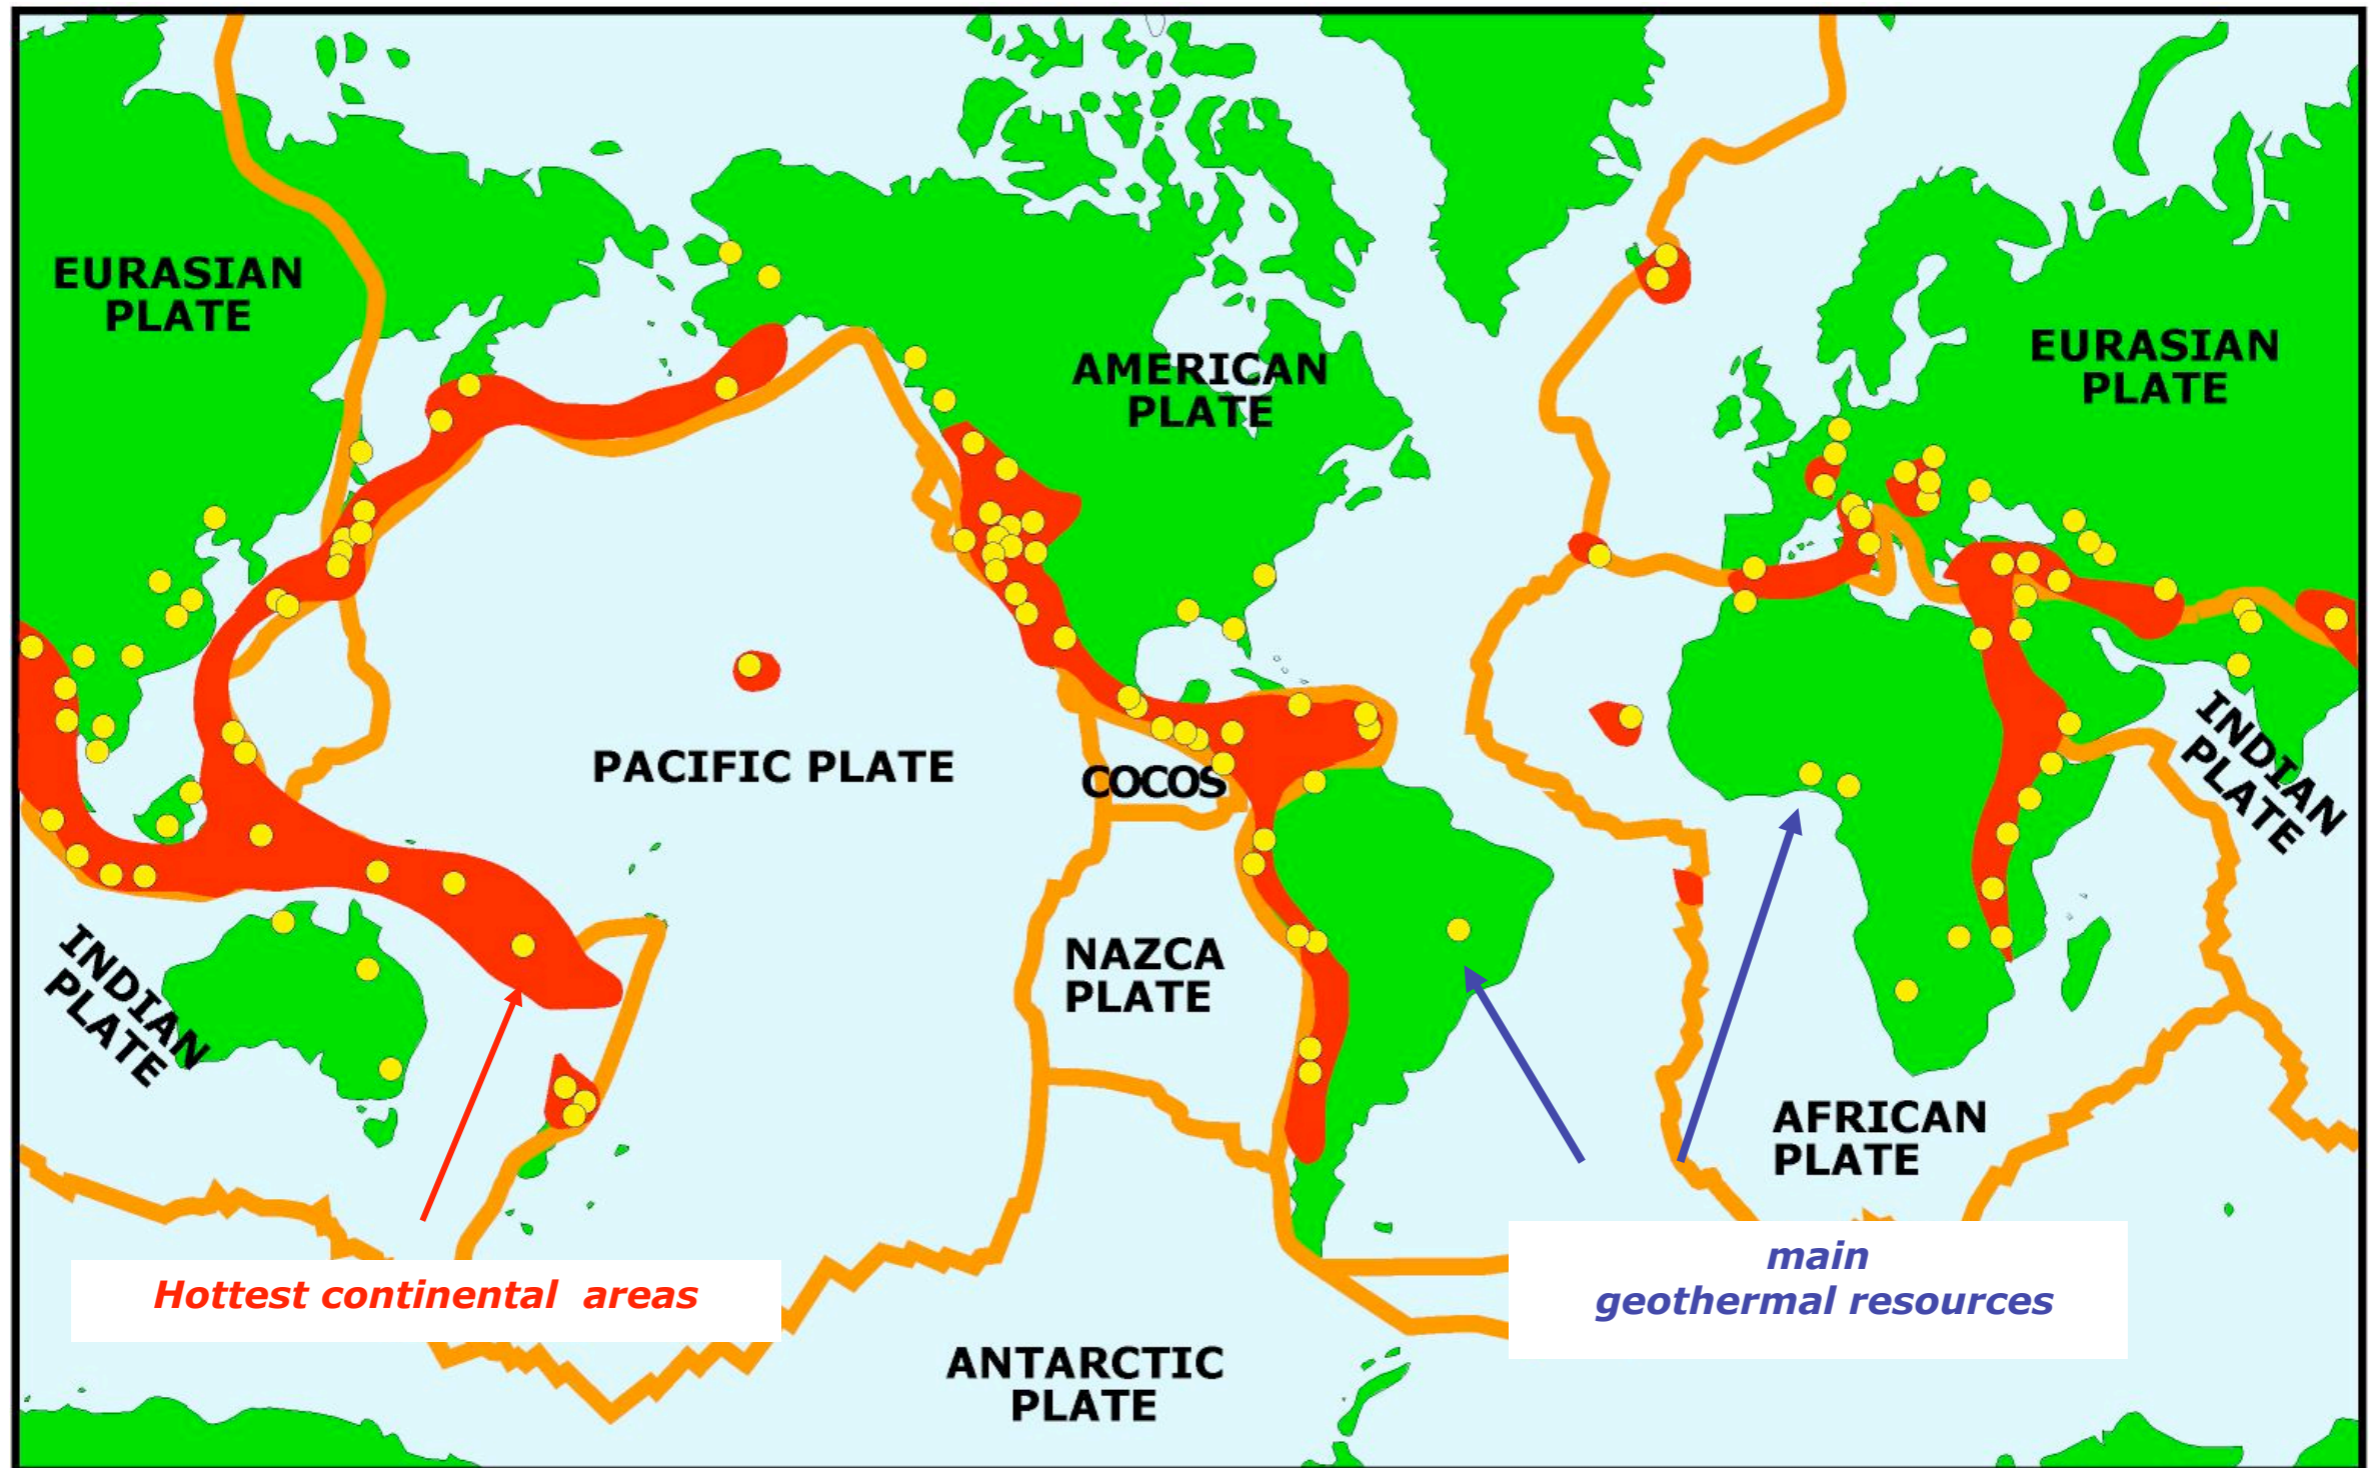 EURASIAN
PLATE
AMERICAN
PLATE
EURASIAN
PLATE
PACIFIC PLATE
COCOS
INDIAN
PLATE
NAZCA
PLATE
INDIAN
PLATE
AFRICAN
PLATE
Hottest continental areas
main
geothermal resources
ANTARCTIC
PLATE